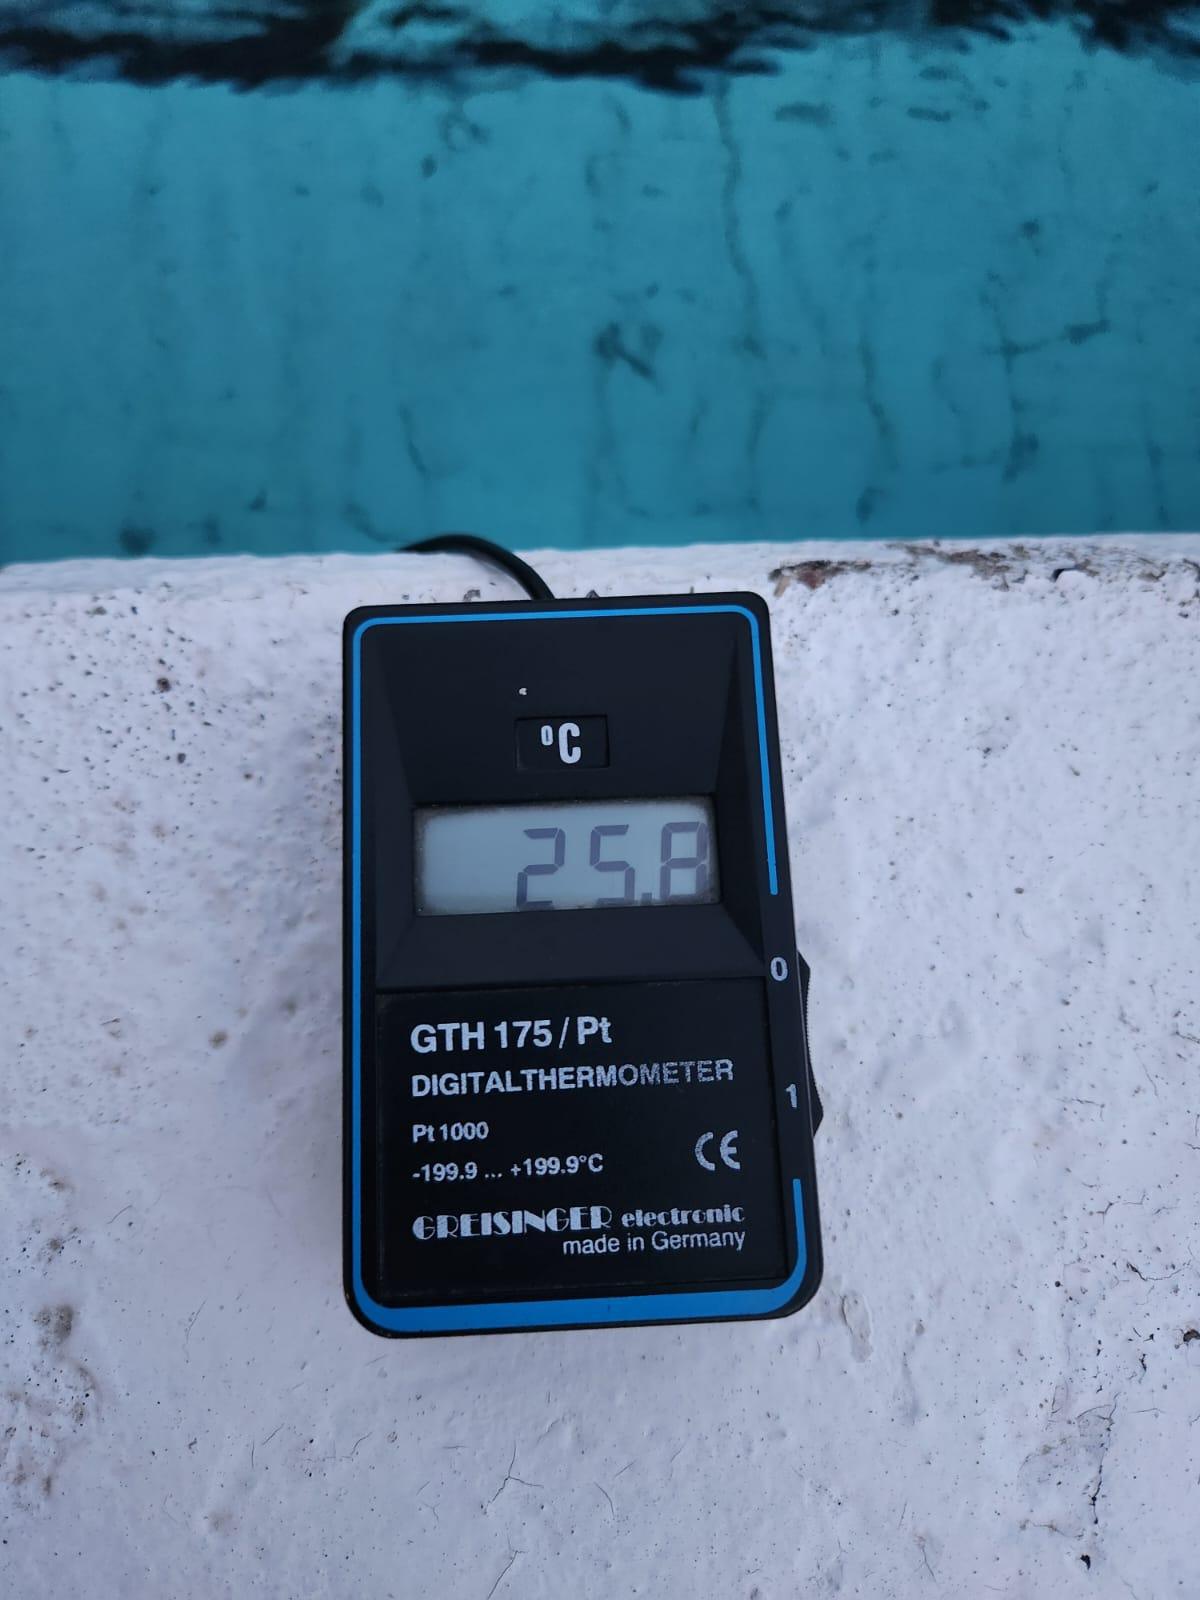 °C
25.8
0
GTH 175 / Pt
DIGITALTHERMOMETER
1
Pt 1000
-199.9 ... +199.9°C
CE
GREISINGER electronic
made in Germany